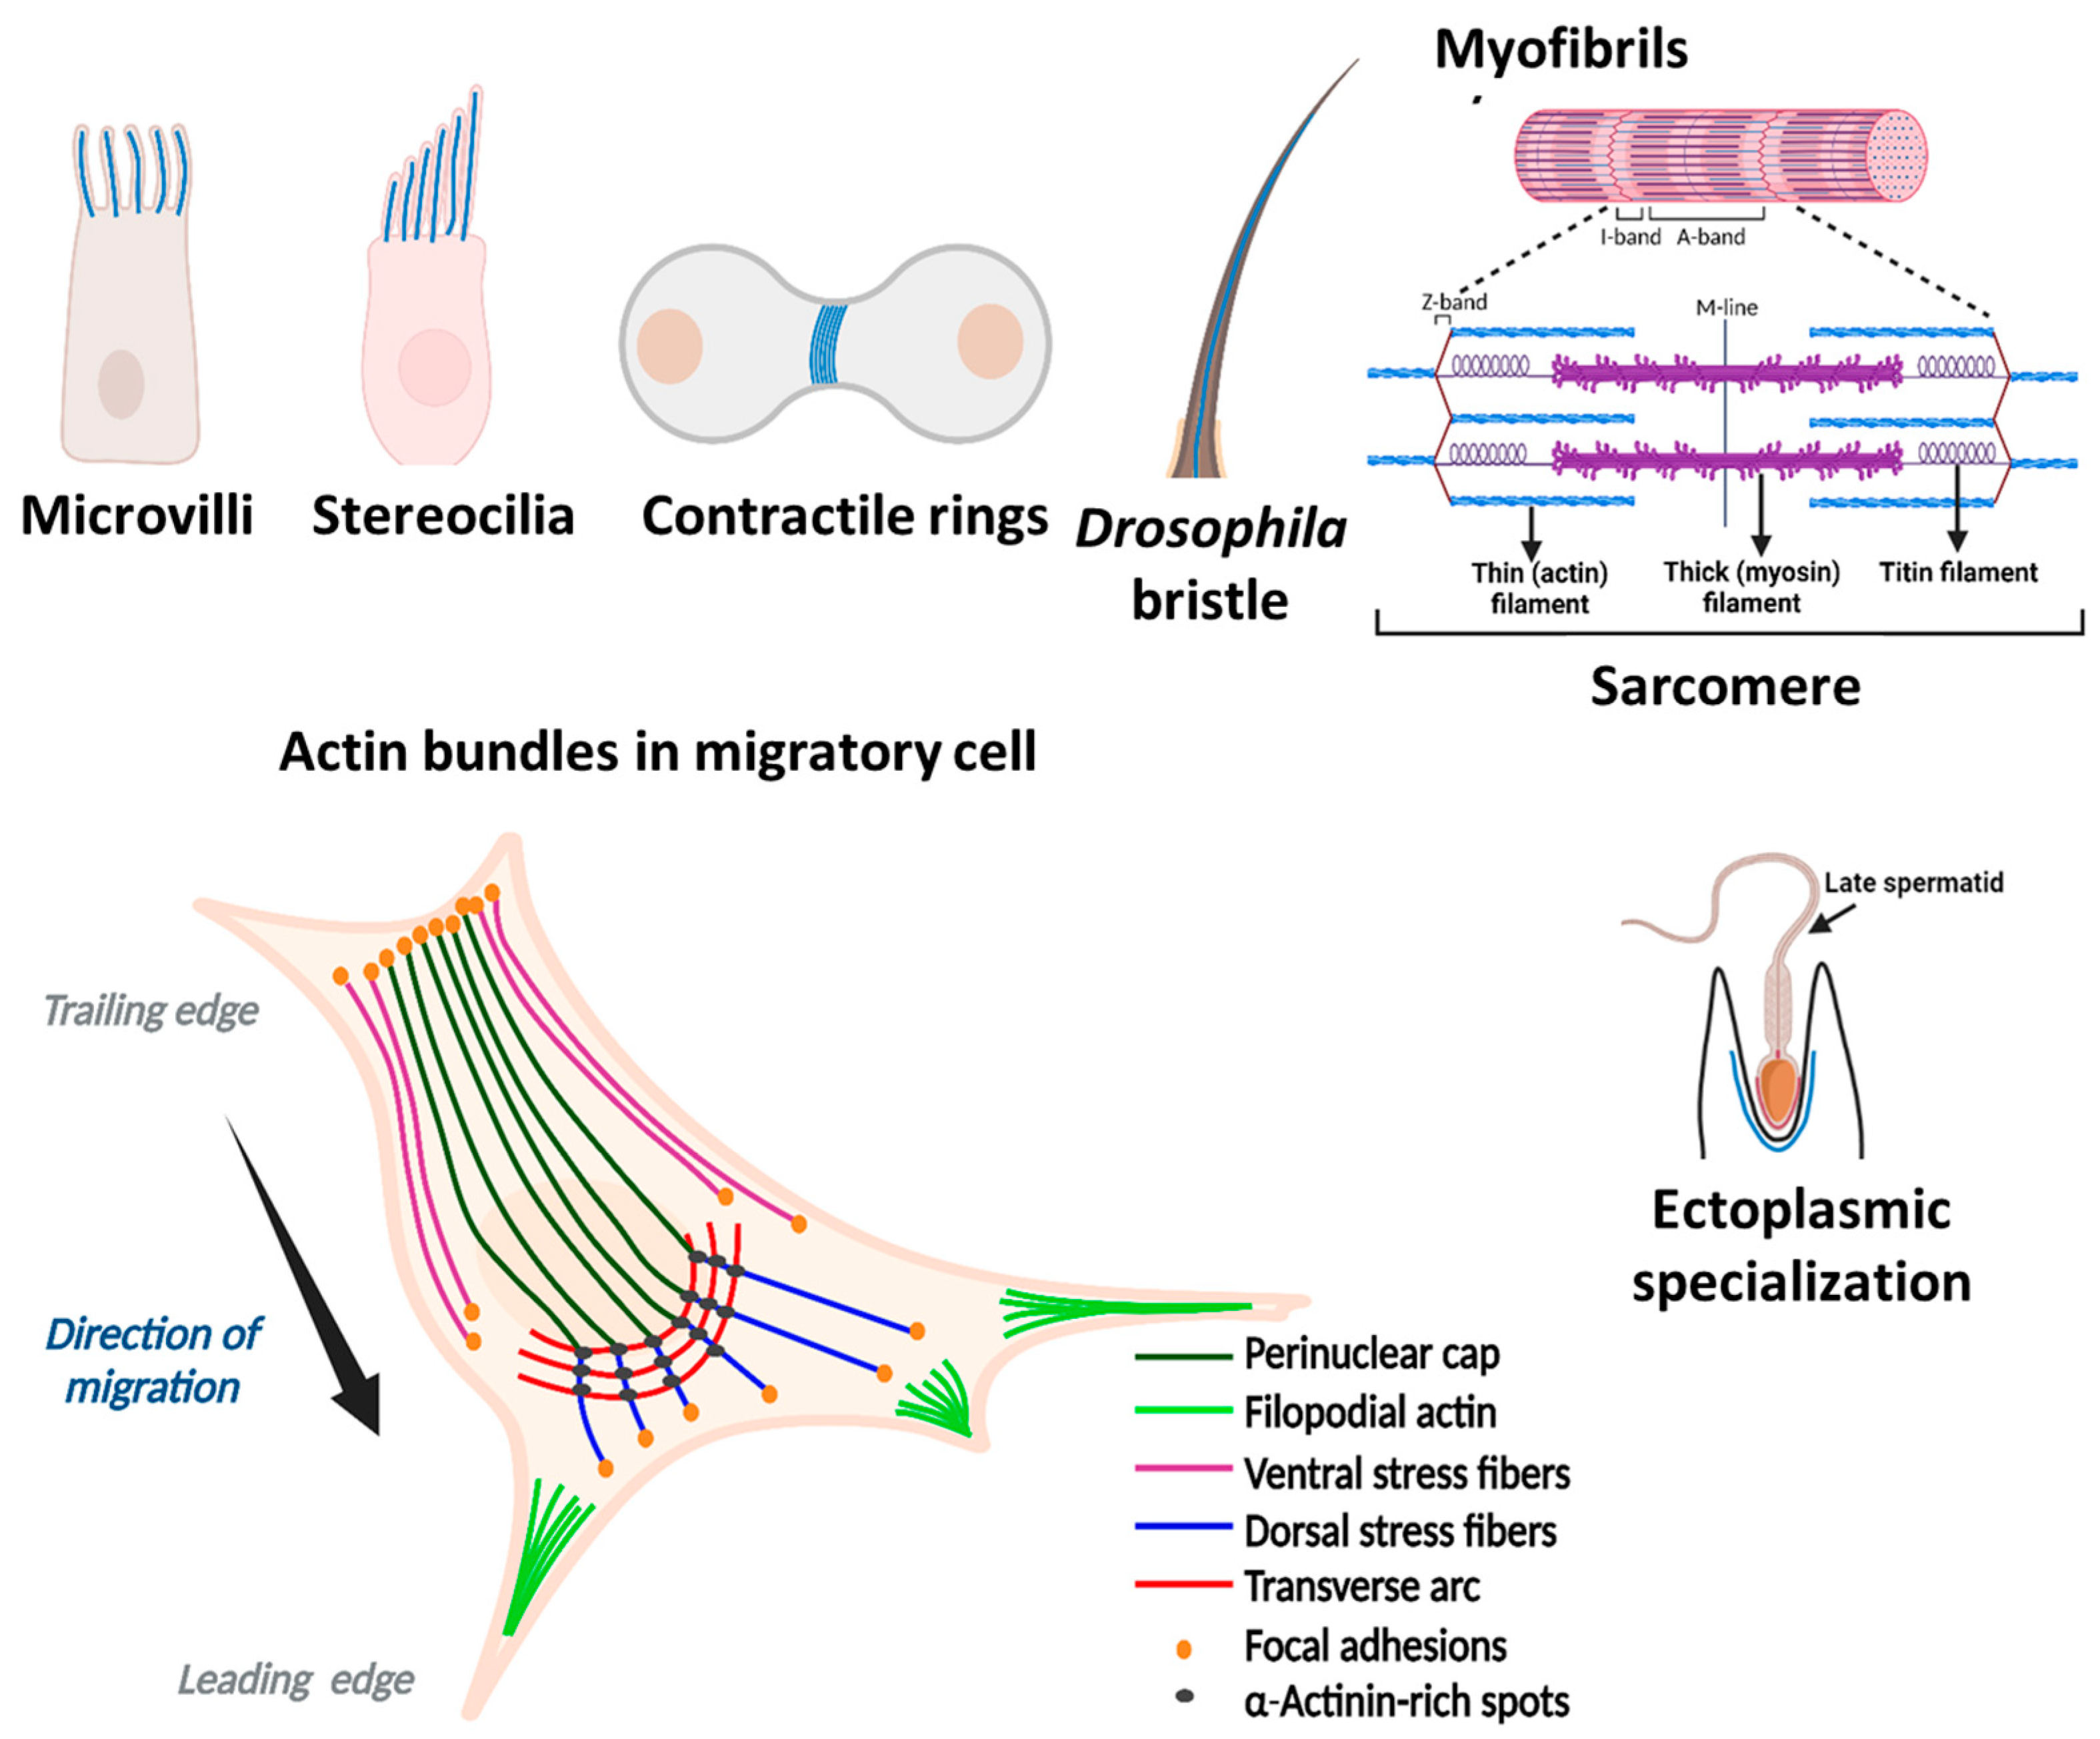 Myofibrils
I-band
A-band
Z-band
M-line
Microvilli
Stereocilia
Contractile rings
Drosophila
bristle
Thin (actin)
filament
Thick (myosin)
filament
Titin filament
Sarcomere
Actin bundles in migratory cell
Trailing edge
Direction of
migration
Leading edge
Late spermatid
Ectoplasmic
specialization
Perinuclear cap
Filopodial actin
Ventral stress fibers
Dorsal stress fibers
Transverse arc
Focal adhesions
α-Actinin-rich spots